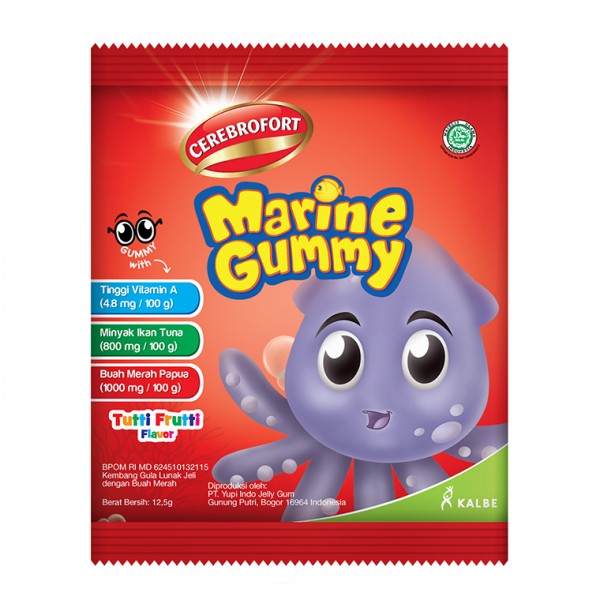 CEREBROFORT
Marine
Gummy
GUMMY
with
Tinggi Vitamin A
(4.8 mg / 100 g)
Minyak Ikan Tuna
(800 mg / 100 g)
Buah Merah Papua
(1000 mg / 100 g)
Tutti Frutti
Flavor
BPOM RI MD 624510132115
Kembang Gula Lunak Jeli
dengan Buah Merah
Berat Bersih: 12,5g
Diproduksi oleh:
PT. Yupi Indo Jelly Gum
Gunung Putri, Bogor 16964 Indonesia
KALBE